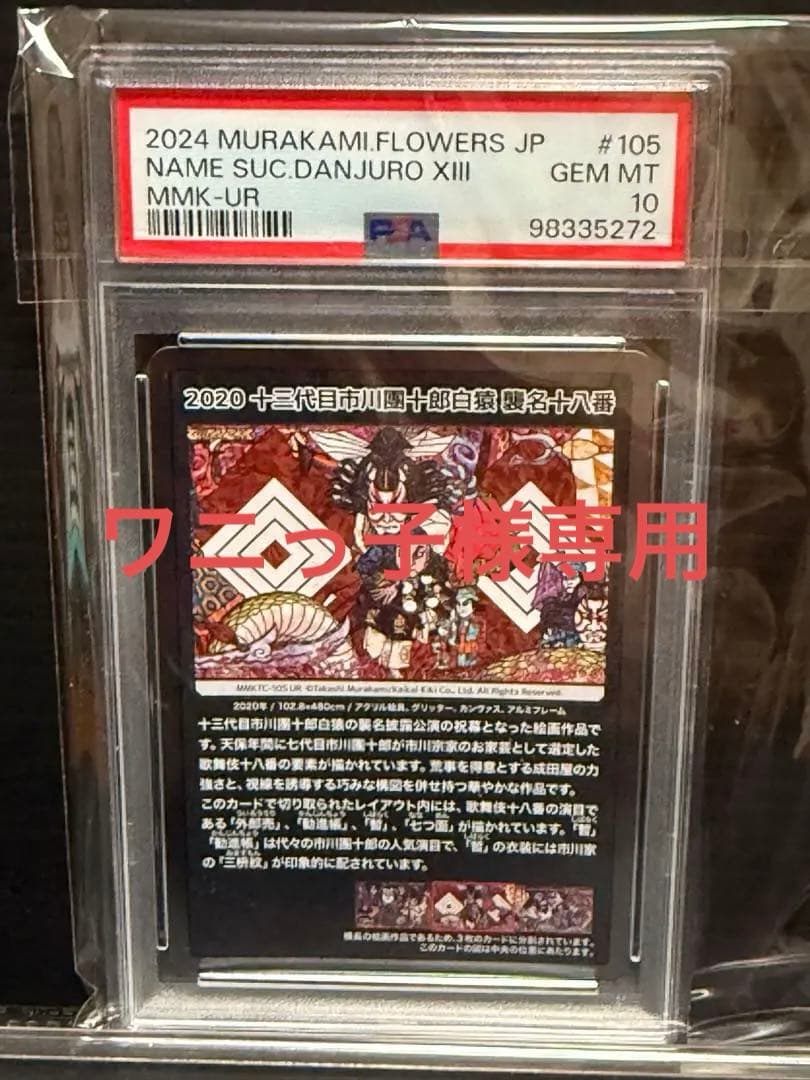 2024 MURAKAMI.FLOWERS JP #105
NAME SUC.DANJURO XIII GEM MT
MMK-UR 10
PSA 98335272
2020 十三代目市川團十郎白猿 襲名十八番
ワニっ子様専用
MMKTC-105 UR ©Takashi Murakami/Kaikai Kiki Co., Ltd. All Rights Reserved.
2020年 / 102.8×480cm / アクリル絵具、グリッター、カンヴァス、アルミフレーム
十三代目市川團十郎白猿の襲名披露公演の祝幕となった絵画作品で
す。天保年間に七代目市川團十郎が市川宗家のお家芸として選定した
歌舞伎十八番の要素が描かれています。荒事を得意とする成田屋の力
強さと、視線を誘導する巧みな構図を併せ持つ華やかな作品です。
このカードで切り取られたレイアウト内には、歌舞伎十八番の演目で
ある「外郎売」、「勧進帳」、「暫」、「七つ面」が描かれています。「暫」
「勧進帳」は代々の市川團十郎の人気演目で、「暫」の衣装には市川家
の「三枡紋」が印象的に配されています。
横長の絵画作品であるため、3枚のカードに分割されています。
このカードの図は中央の位置にあたります。